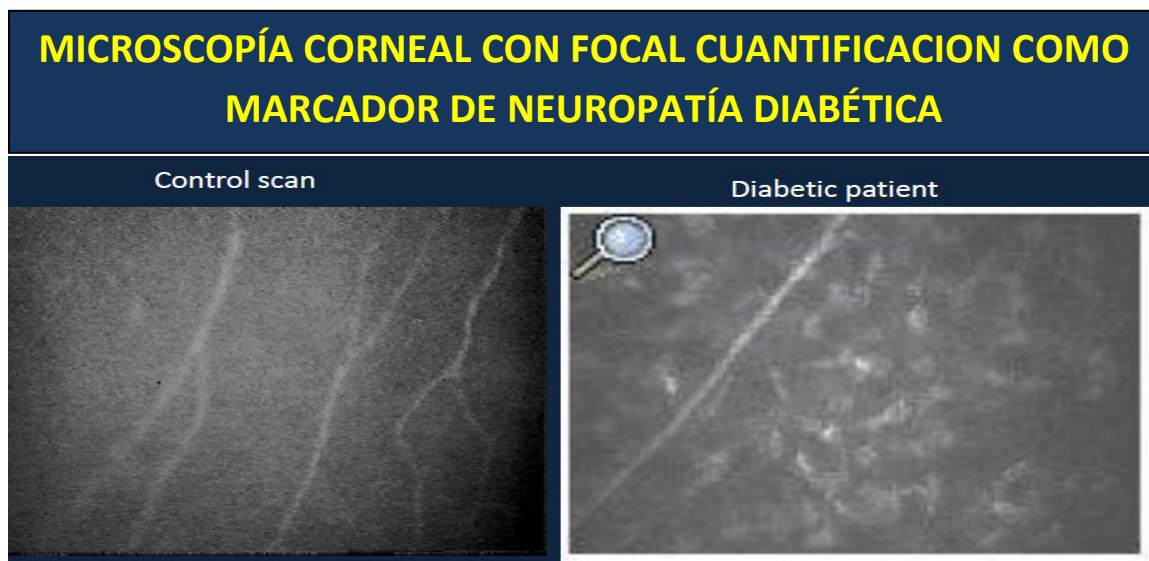 MICROSCOPÍA CORNEAL CON FOCAL CUANTIFICACION COMO
MARCADOR DE NEUROPATÍA DIABÉTICA
Control scan
Diabetic patient